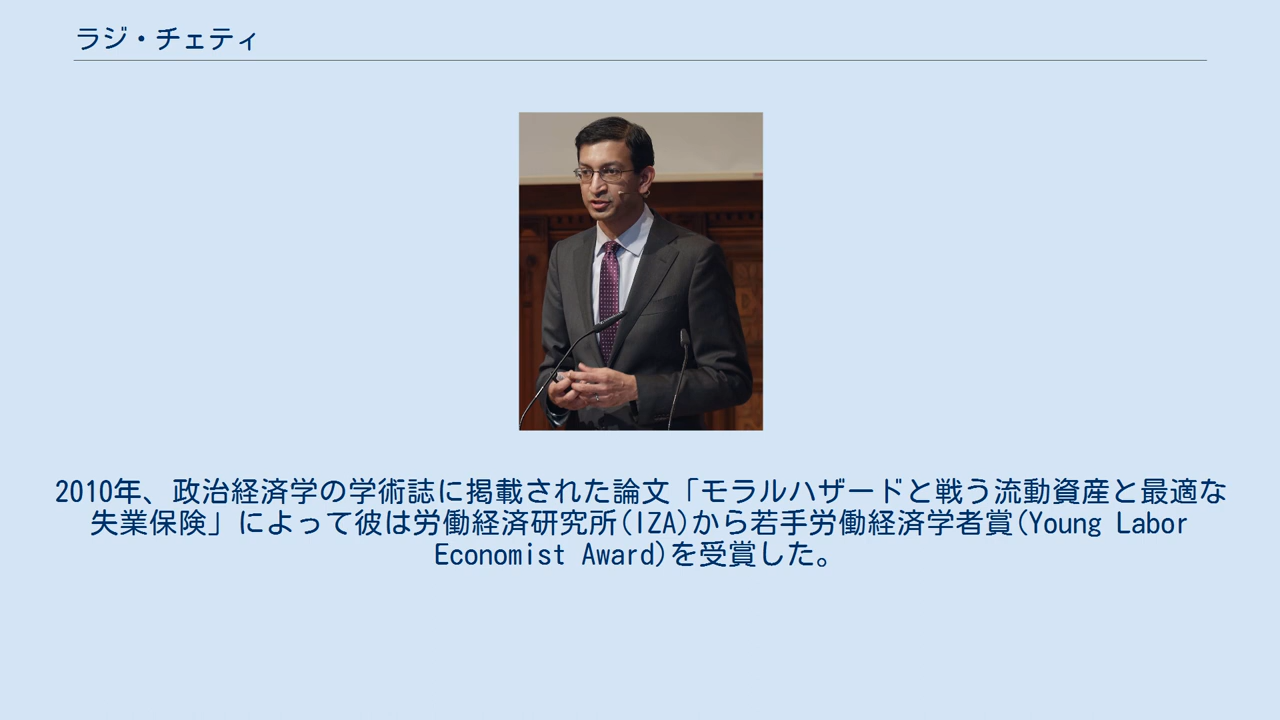 ラジ・チェティ
2010年、政治経済学の学術誌に掲載された論文「モラルハザードと戦う流動資産と最適な
失業保険」によって彼は労働経済研究所(IZA)から若手労働経済学者賞(Young Labor
Economist Award)を受賞した。